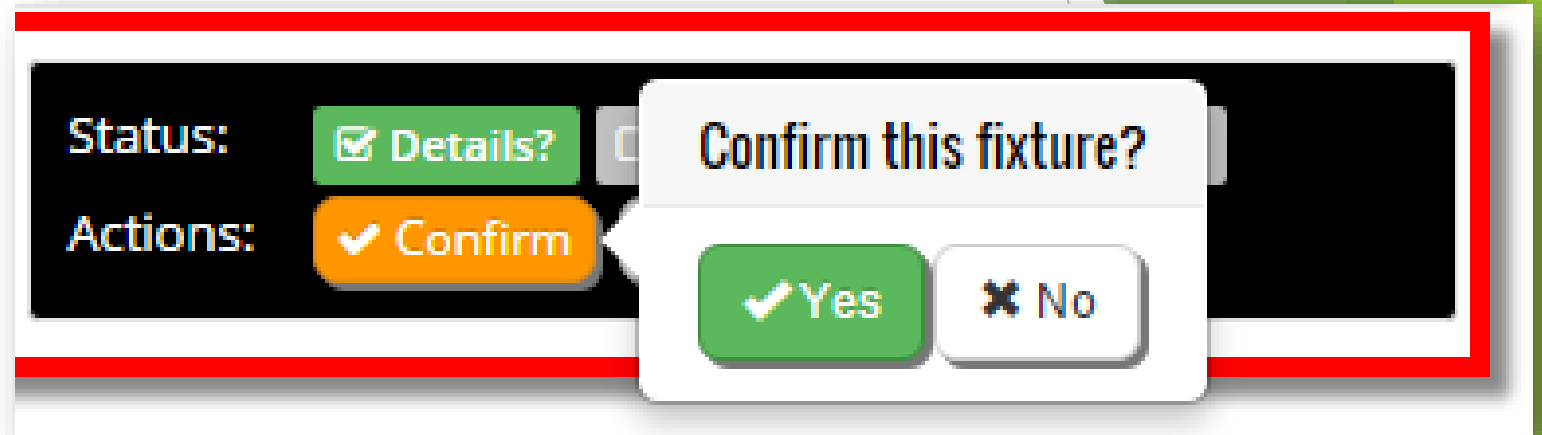 Status:
Details?
Confirm this fixture?
Actions:
Confirm
Yes
No